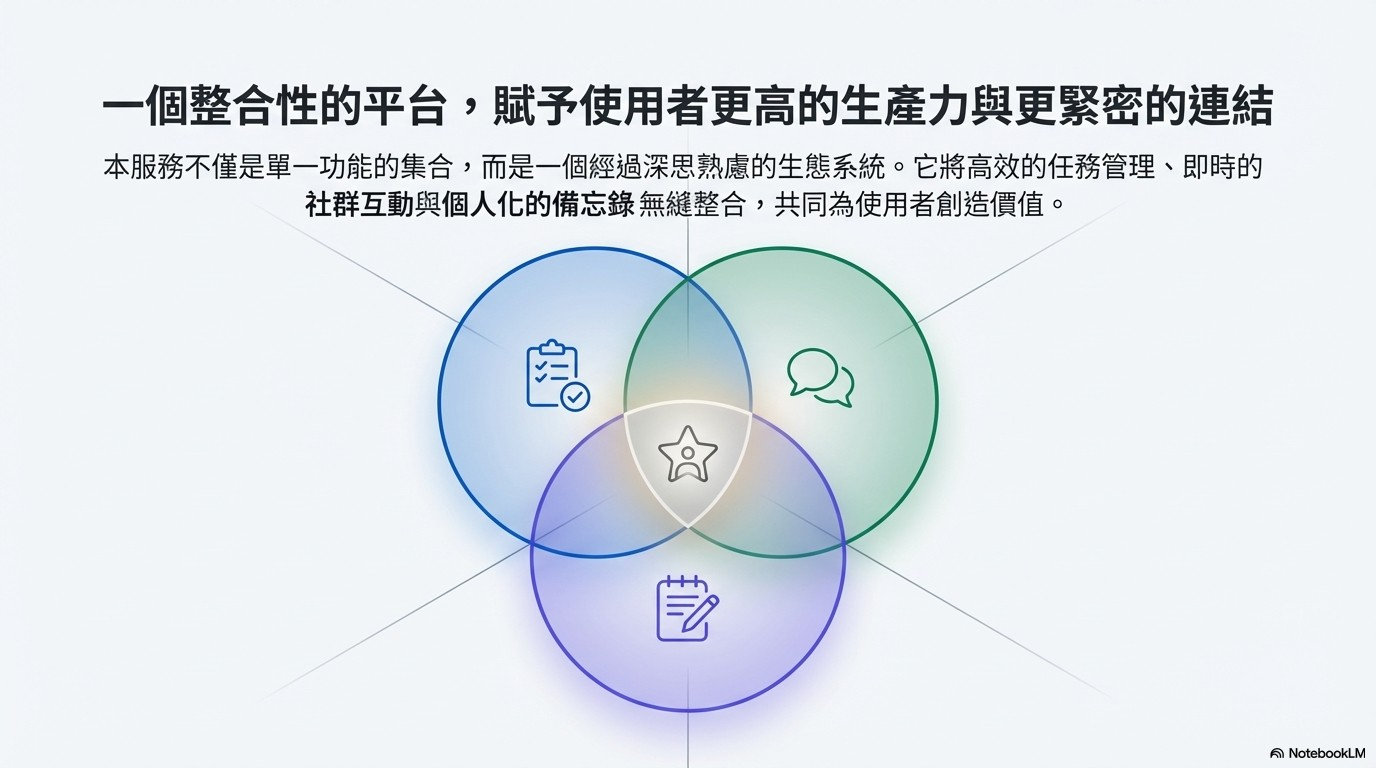 一個整合性的平台，賦予使用者更高的生產力與更緊密的連結
本服務不僅是單一功能的集合，而是一個經過深思熟慮的生態系統。它將高效的任務管理、即時的
社群互動與個人化的備忘錄無縫整合，共同為使用者創造價值。
NotebookLM